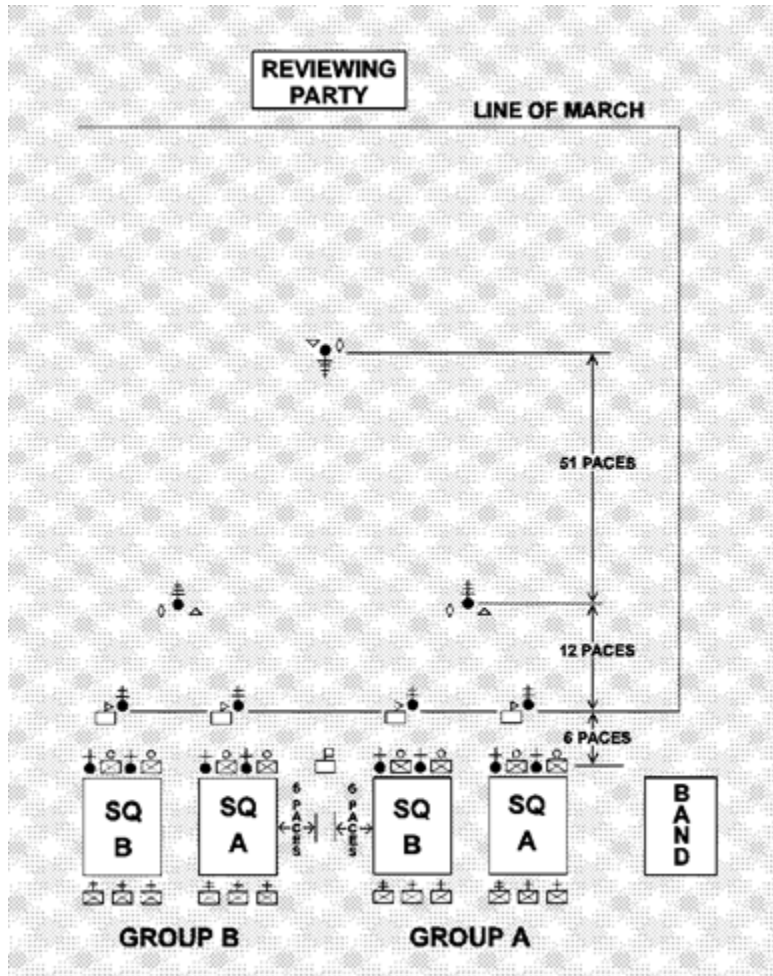 REVIEWING
PARTY
LINE OF MARCH
51 PACES
12 PACES
6 PACES
SQ
B
SQ
A
6 PACES
6 PACES
SQ
B
SQ
A
BAND
GROUP B
GROUP A